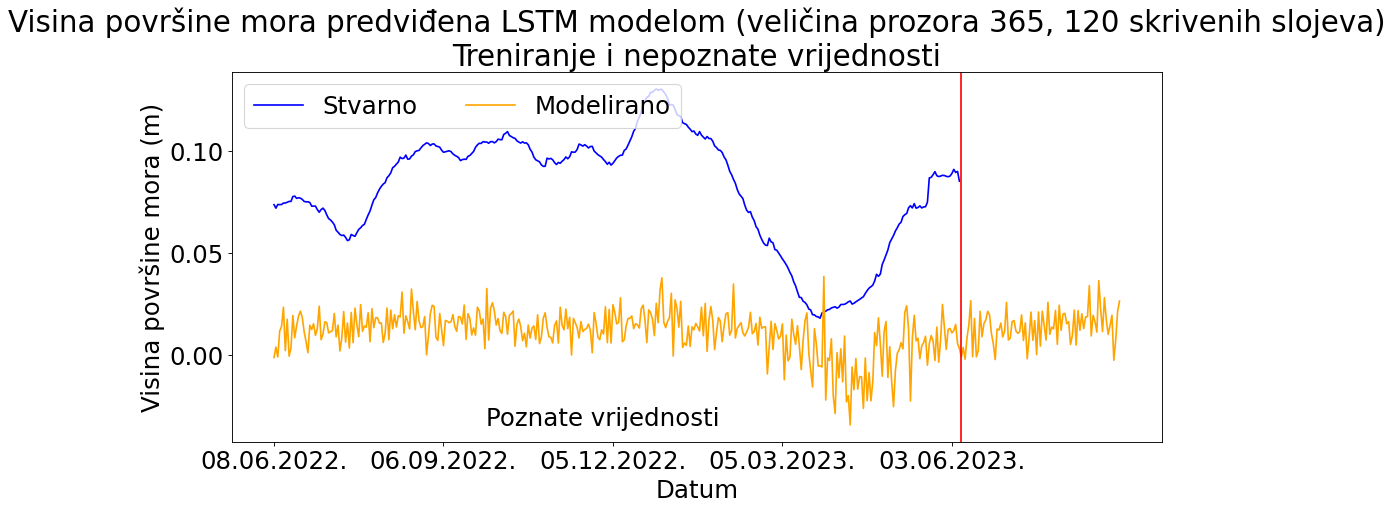 Visina površine mora predviđena LSTM modelom (veličina prozora 365, 120 skrivenih slojeva)
Treniranje i nepoznate vrijednosti
Stvarno Modelirano
Visina površine mora (m)
0.10
0.05
0.00
Poznate vrijednosti
08.06.2022. 06.09.2022. 05.12.2022. 05.03.2023. 03.06.2023.
Datum